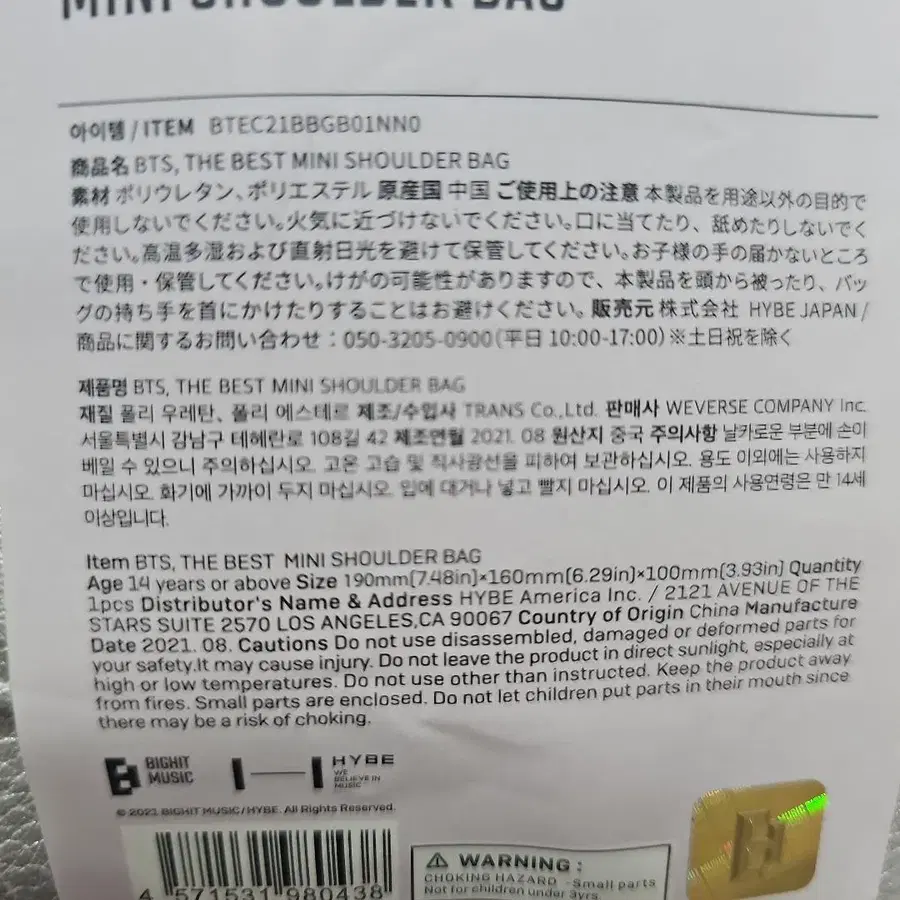 MINI SHOULDER BAG
아이템 / ITEM BTEC21BBGB01NN0
商品名 BTS, THE BEST MINI SHOULDER BAG
素材 ポリウレタン、ポリエステル 原産国 中国 ご使用上の注意 本製品を用途以外の目的で
使用しないでください。火気に近づけないでください。口に当てたり、舐めたりしないでく
ださい。高温多湿および直射日光を避けて保管してください。お子様の手の届かないところ
で使用・保管してください。けがの可能性がありますので、本製品を頭から被ったり、バッ
グの持ち手を首にかけたりすることはお避けください。販売元 株式会社 HYBE JAPAN /
商品に関するお問い合わせ：050-3205-0900(平日 10:00-17:00) ※土日祝を除く
제품명 BTS, THE BEST MINI SHOULDER BAG
재질 폴리 우레탄, 폴리 에스테르 제조/수입사 TRANS Co.,Ltd. 판매사 WEVERSE COMPANY Inc.
서울특별시 강남구 테헤란로 108길 42 제조연월 2021. 08 원산지 중국 주의사항 날카로운 부분에 손이
베일 수 있으니 주의하십시오. 고온 고습 및 직사광선을 피하여 보관하십시오. 용도 이외에는 사용하지
마십시오. 화기에 가까이 두지 마십시오. 입에 대거나 넣고 빨지 마십시오. 이 제품의 사용연령은 만 14세
이상입니다.
Item BTS, THE BEST MINI SHOULDER BAG
Age 14 years or above Size 190mm(7.48in)×160mm(6.29in)×100mm(3.93in) Quantity
1pcs Distributor's Name & Address HYBE America Inc. / 2121 AVENUE OF THE
STARS SUITE 2570 LOS ANGELES,CA 90067 Country of Origin China Manufacture
Date 2021. 08. Cautions Do not use disassembled, damaged or deformed parts for
your safety.It may cause injury. Do not leave the product in direct sunlight, especially at
high or low temperatures. Do not use other than instructed. Keep the product away
from fires. Small parts are enclosed. Do not let children put parts in their mouth since
there may be a risk of choking.
BIGHIT
MUSIC
HYBE
WE
BELIEVE IN
MUSIC
© 2021 BIGHIT MUSIC/HYBE. All Rights Reserved.
4 571531 980438
WARNING :
CHOKING HAZARD -Small parts
Not for children under 3yrs.
MUSIC